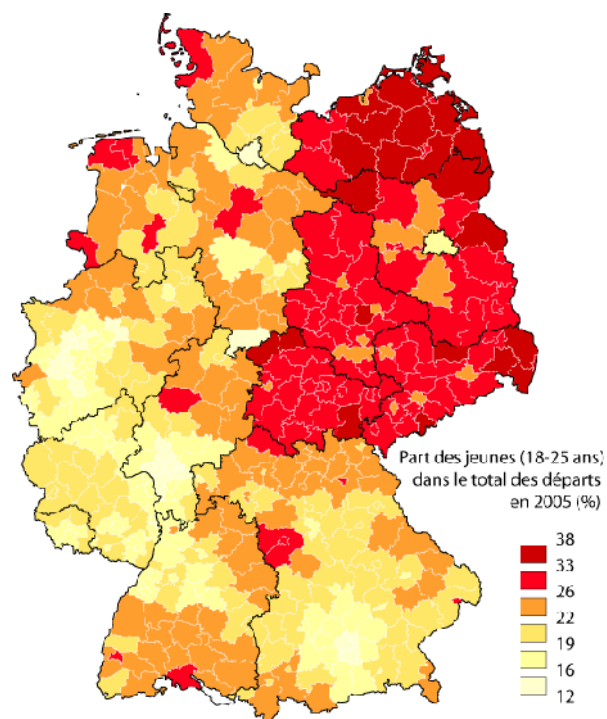 Part des jeunes (18-25 ans)
dans le total des départs
en 2005 (%)
38
33
26
22
19
16
12